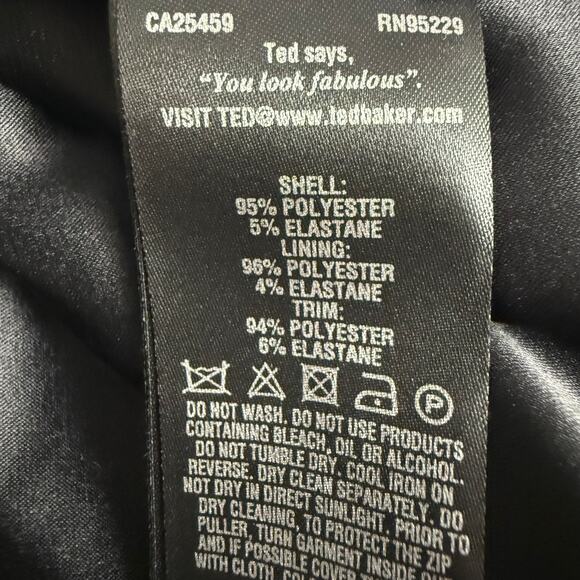 CA25459 RN95229
Ted says,
"You look fabulous".
VISIT TED@www.tedbaker.com
SHELL:
95% POLYESTER
5% ELASTANE
LINING:
96% POLYESTER
4% ELASTANE
TRIM:
94% POLYESTER
6% ELASTANE
P
DO NOT WASH. DO NOT USE PRODUCTS
CONTAINING BLEACH, OIL OR ALCOHOL.
DO NOT TUMBLE DRY. COOL IRON ON
REVERSE. DRY CLEAN SEPARATELY. DO
NOT DRY IN DIRECT SUNLIGHT. PRIOR TO
DRY CLEANING, TO PROTECT THE ZIP
PULLER, TURN GARMENT INSIDE
AND IF POSSIBLE COVER
WITH CLOTH.